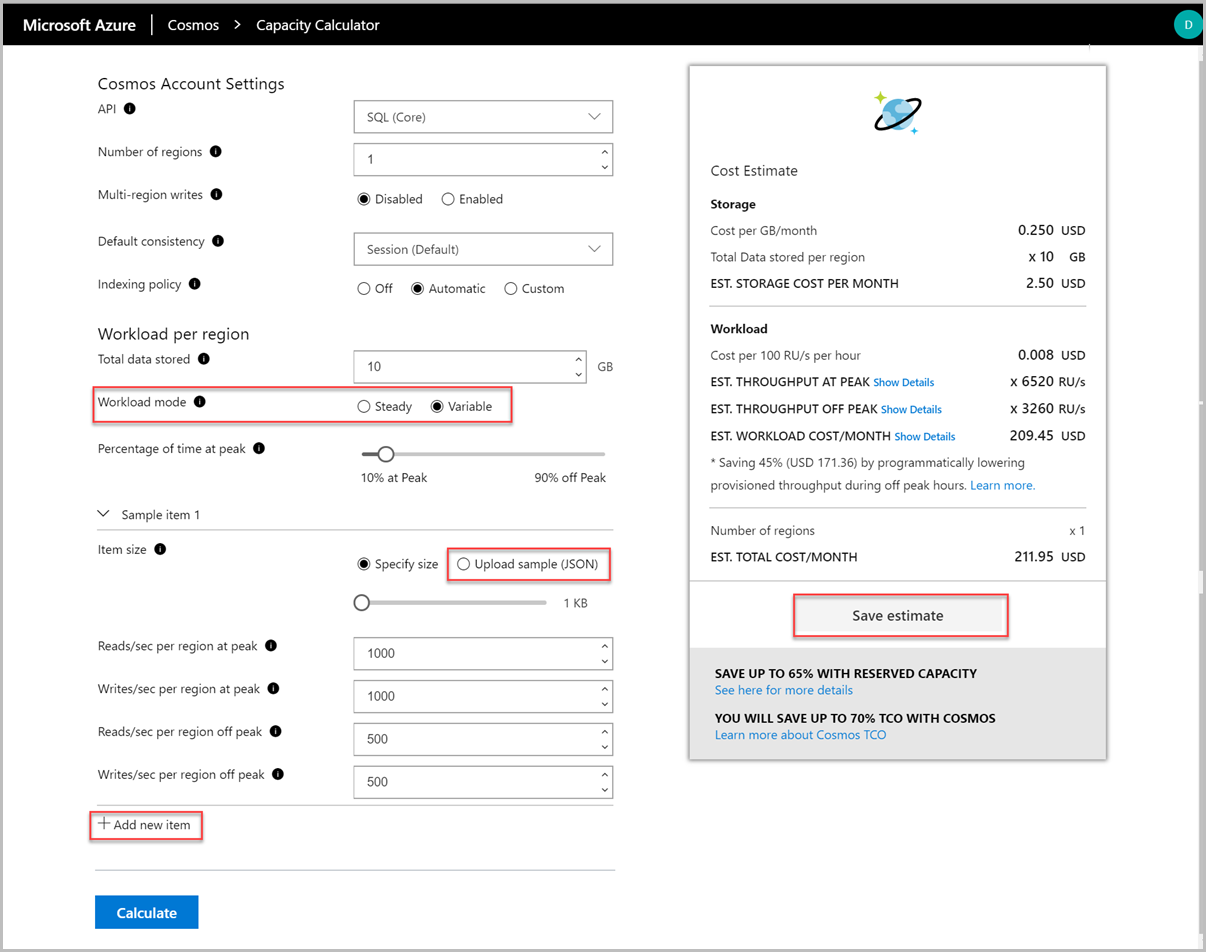 Microsoft Azure | Cosmos > Capacity Calculator D
Cosmos Account Settings
API
SQL (Core)
Number of regions
1
Multi-region writes
Disabled Enabled
Default consistency
Session (Default)
Indexing policy
Off Automatic Custom
Workload per region
Total data stored
10 GB
Workload mode
Steady Variable
Percentage of time at peak
10% at Peak 90% off Peak
Sample item 1
Item size
Specify size Upload sample (JSON)
1 KB
Reads/sec per region at peak
1000
Writes/sec per region at peak
1000
Reads/sec per region off peak
500
Writes/sec per region off peak
500
+ Add new item
Calculate
Cost Estimate
Storage
Cost per GB/month 0.250 USD
Total Data stored per region x 10 GB
EST. STORAGE COST PER MONTH 2.50 USD
Workload
Cost per 100 RU/s per hour 0.008 USD
EST. THROUGHPUT AT PEAK Show Details x 6520 RU/s
EST. THROUGHPUT OFF PEAK Show Details x 3260 RU/s
EST. WORKLOAD COST/MONTH Show Details 209.45 USD
* Saving 45% (USD 171.36) by programmatically lowering
provisioned throughput during off peak hours. Learn more.
Number of regions x 1
EST. TOTAL COST/MONTH 211.95 USD
Save estimate
SAVE UP TO 65% WITH RESERVED CAPACITY
See here for more details
YOU WILL SAVE UP TO 70% TCO WITH COSMOS
Learn more about Cosmos TCO